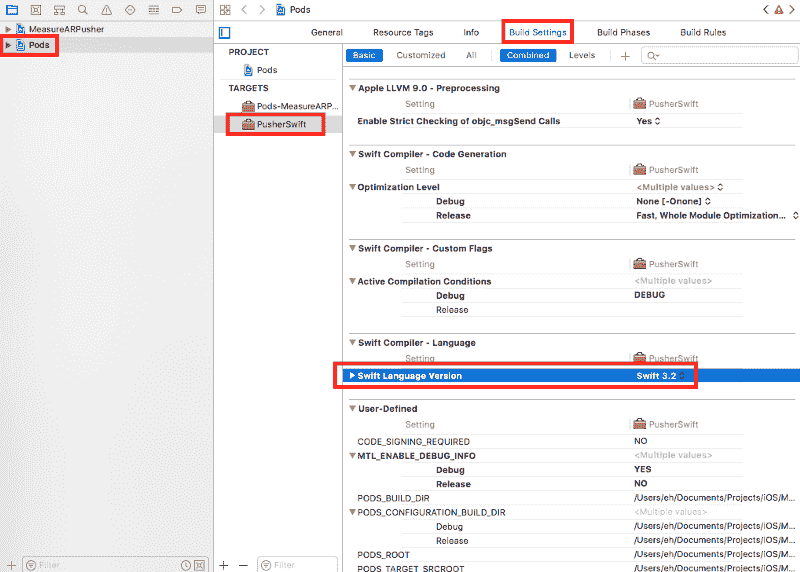 Pods
MeasureARPusher
Pods
General Resource Tags Info Build Settings Build Phases Build Rules
PROJECT
Pods
TARGETS
Pods-MeasureARP...
PusherSwift
Basic Customized All Combined Levels
Apple LLVM 9.0 - Preprocessing
Setting PusherSwift
Enable Strict Checking of objc_msgSend Calls Yes
Swift Compiler - Code Generation
Setting PusherSwift
Optimization Level <Multiple values>
Debug None [-Onone]
Release Fast, Whole Module Optimization...
Swift Compiler - Custom Flags
Setting PusherSwift
Active Compilation Conditions <Multiple values>
Debug DEBUG
Release
Swift Compiler - Language
Setting PusherSwift
Swift Language Version Swift 3.2
User-Defined
Setting PusherSwift
CODE_SIGNING_REQUIRED NO
MTL_ENABLE_DEBUG_INFO <Multiple values>
Debug YES
Release NO
PODS_BUILD_DIR /Users/eh/Documents/Projects/iOS/M...
PODS_CONFIGURATION_BUILD_DIR <Multiple values>
Debug /Users/eh/Documents/Projects/iOS/M...
Release /Users/eh/Documents/Projects/iOS/M...
PODS_ROOT /Users/eh/Documents/Projects/iOS/M...
PODS_TARGET_SRCROOT /Users/eh/Documents/Projects/iOS/M...
Filter
Filter